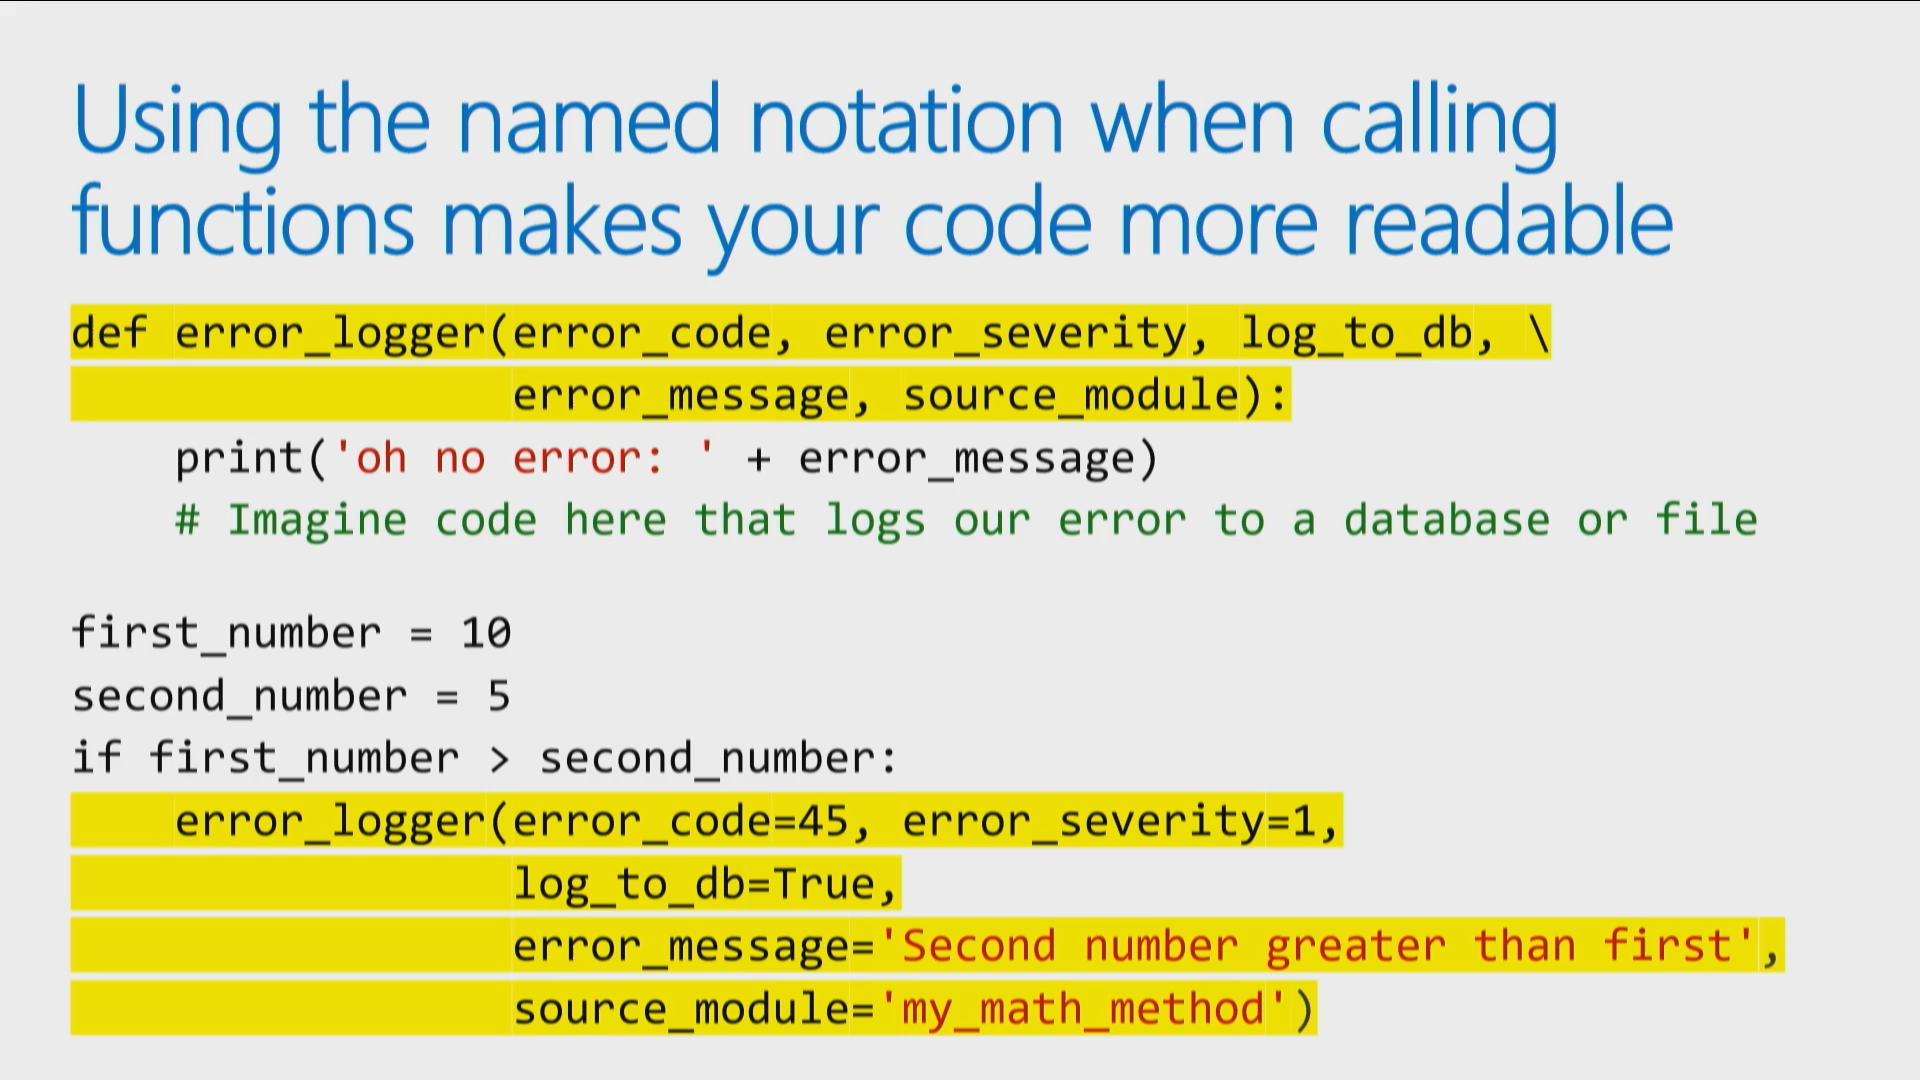 Using the named notation when calling
functions makes your code more readable
def error_logger(error_code, error_severity, log_to_db, \
                 error_message, source_module):
    print('oh no error: ' + error_message)
    # Imagine code here that logs our error to a database or file
first_number = 10
second_number = 5
if first_number > second_number:
    error_logger(error_code=45, error_severity=1,
                 log_to_db=True,
                 error_message='Second number greater than first',
                 source_module='my_math_method')